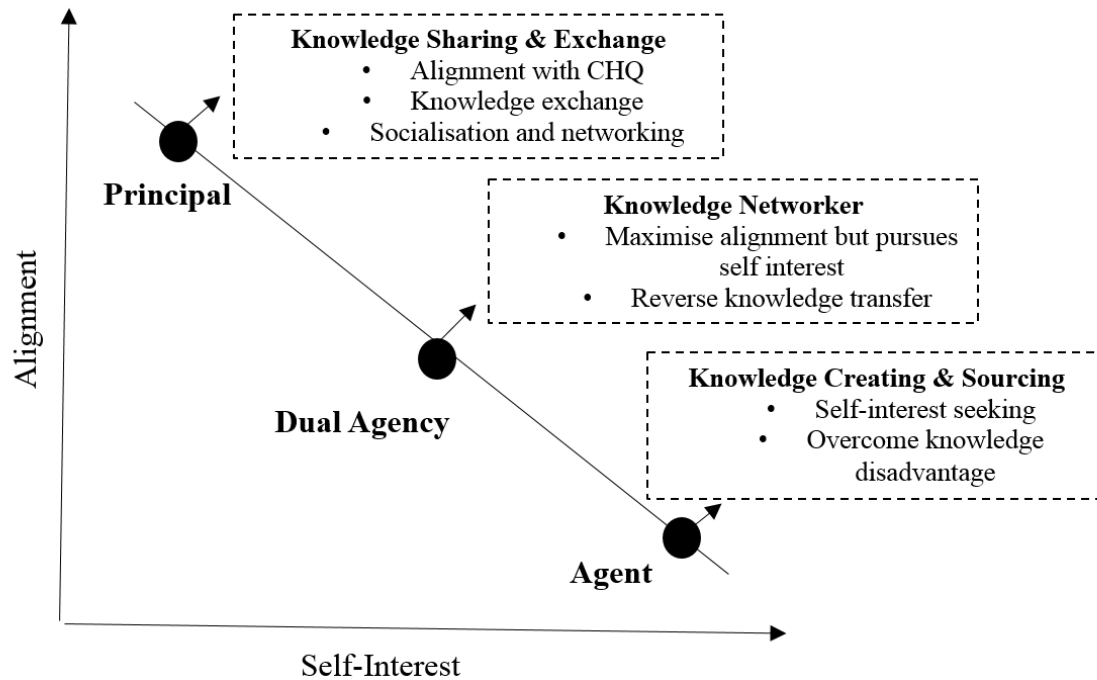 Knowledge Sharing & Exchange
• Alignment with CHQ
• Knowledge exchange
• Socialisation and networking
Principal
Knowledge Networker
• Maximise alignment but pursues
self interest
• Reverse knowledge transfer
Alignment
Dual Agency
Knowledge Creating & Sourcing
• Self-interest seeking
• Overcome knowledge
disadvantage
Agent
Self-Interest